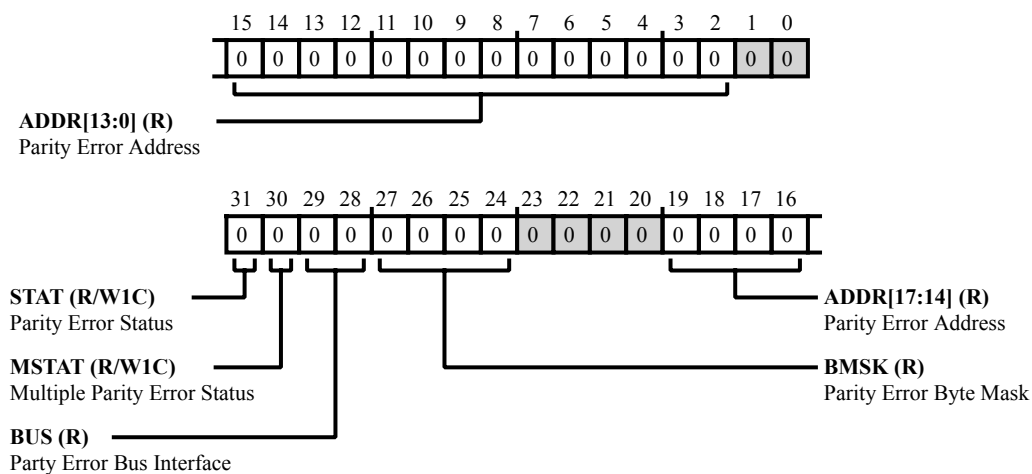 15 14 13 12 11 10 9 8 7 6 5 4 3 2 1 0
0 0 0 0 0 0 0 0 0 0 0 0 0 0 0 0
ADDR[13:0] (R)
Parity Error Address
31 30 29 28 27 26 25 24 23 22 21 20 19 18 17 16
0 0 0 0 0 0 0 0 0 0 0 0 0 0 0 0
STAT (R/W1C)
Parity Error Status
ADDR[17:14] (R)
Parity Error Address
MSTAT (R/W1C)
Multiple Parity Error Status
BMSK (R)
Parity Error Byte Mask
BUS (R)
Party Error Bus Interface